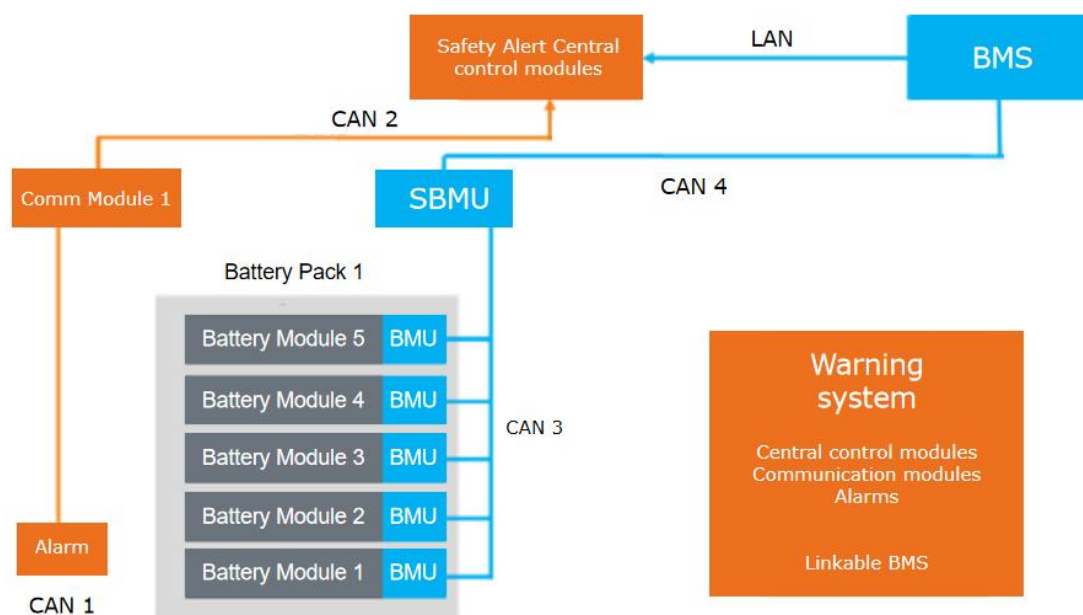 Safety Alert Central
control modules
LAN
BMS
CAN 2
Comm Module 1
SBMU
CAN 4
Battery Pack 1
Battery Module 5 BMU
Battery Module 4 BMU
Battery Module 3 BMU
Battery Module 2 BMU
Battery Module 1 BMU
CAN 3
Alarm
CAN 1
Warning
system
Central control modules
Communication modules
Alarms
Linkable BMS